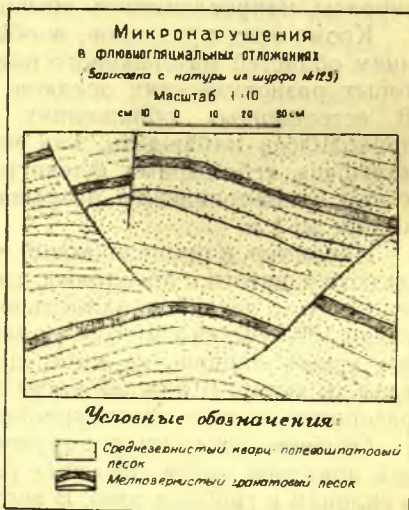 Микронарушения
в флювиогляциальных отложениях
(Зарисовка с натуры из шурфа №129)
Масштаб 1:10
см 10 0 10 20 30 см
Условные обозначения:
Среднезернистый кварц-полевошпатовый
песок
Мелкозернистый гранатовый песок